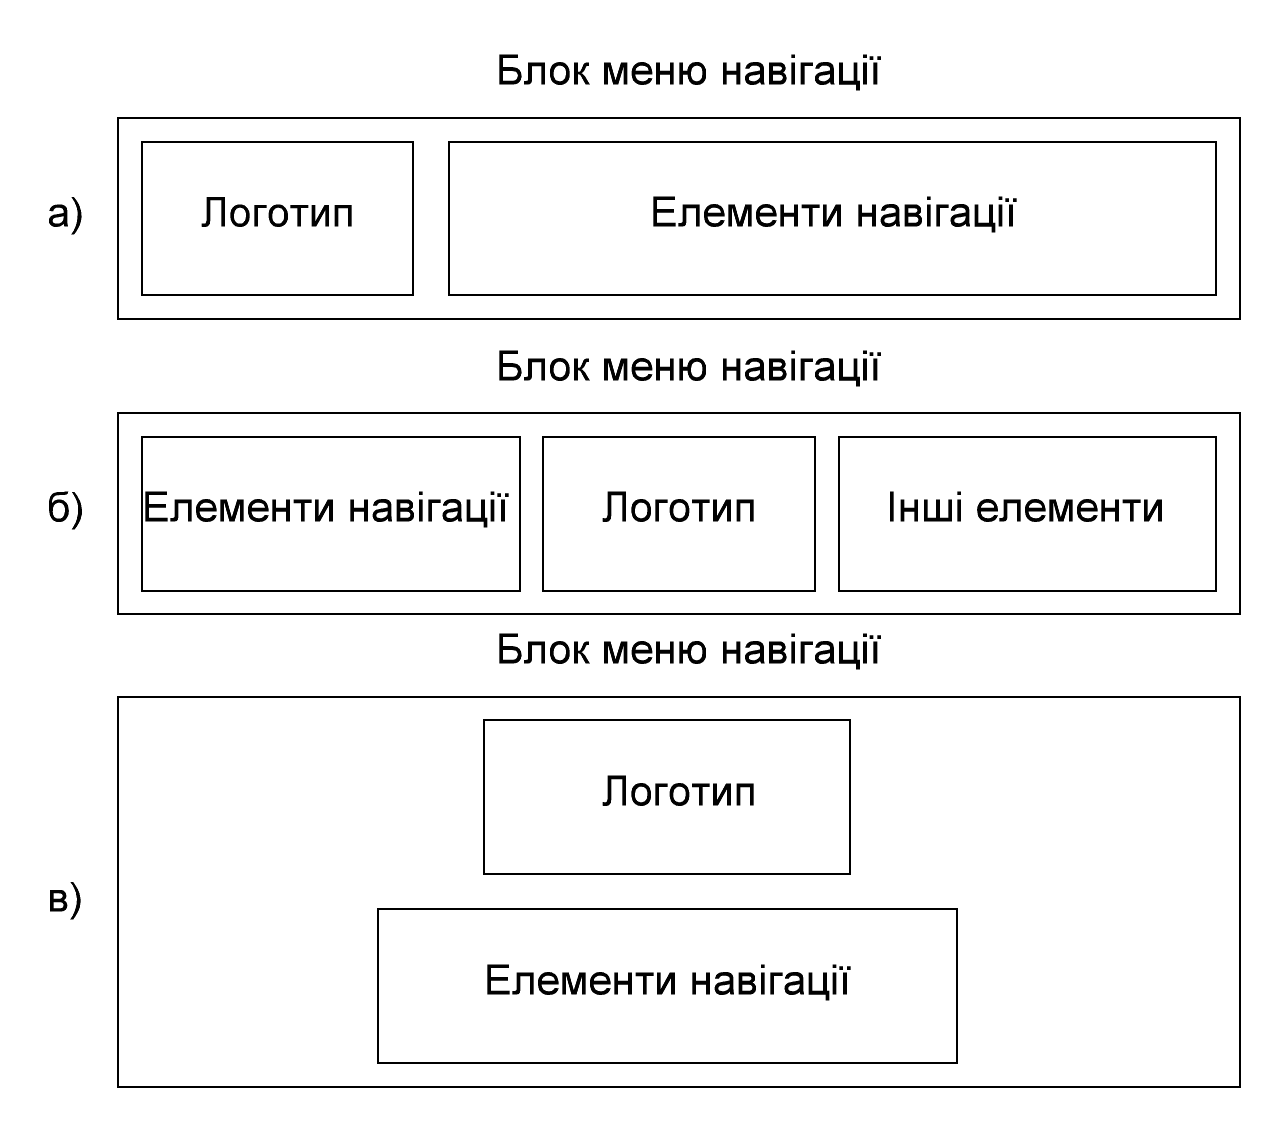 Блок меню навігації
а)
Логотип
Елементи навігації
Блок меню навігації
б)
Елементи навігації
Логотип
Інші елементи
Блок меню навігації
Логотип
в)
Елементи навігації